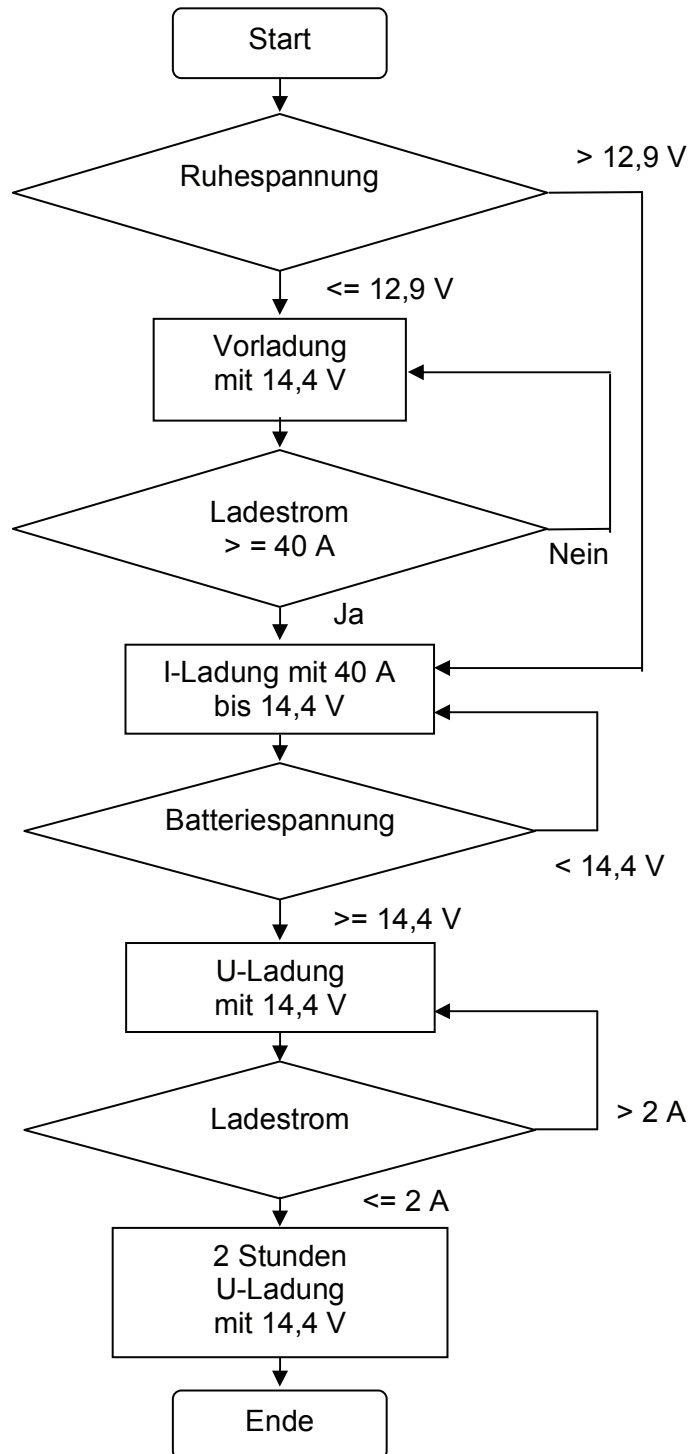 Start
Ruhespannung
> 12,9 V
<= 12,9 V
Vorladung
mit 14,4 V
Ladestrom
> = 40 A
Nein
Ja
I-Ladung mit 40 A
bis 14,4 V
Batteriespannung
< 14,4 V
>= 14,4 V
U-Ladung
mit 14,4 V
Ladestrom
> 2 A
<= 2 A
2 Stunden
U-Ladung
mit 14,4 V
Ende